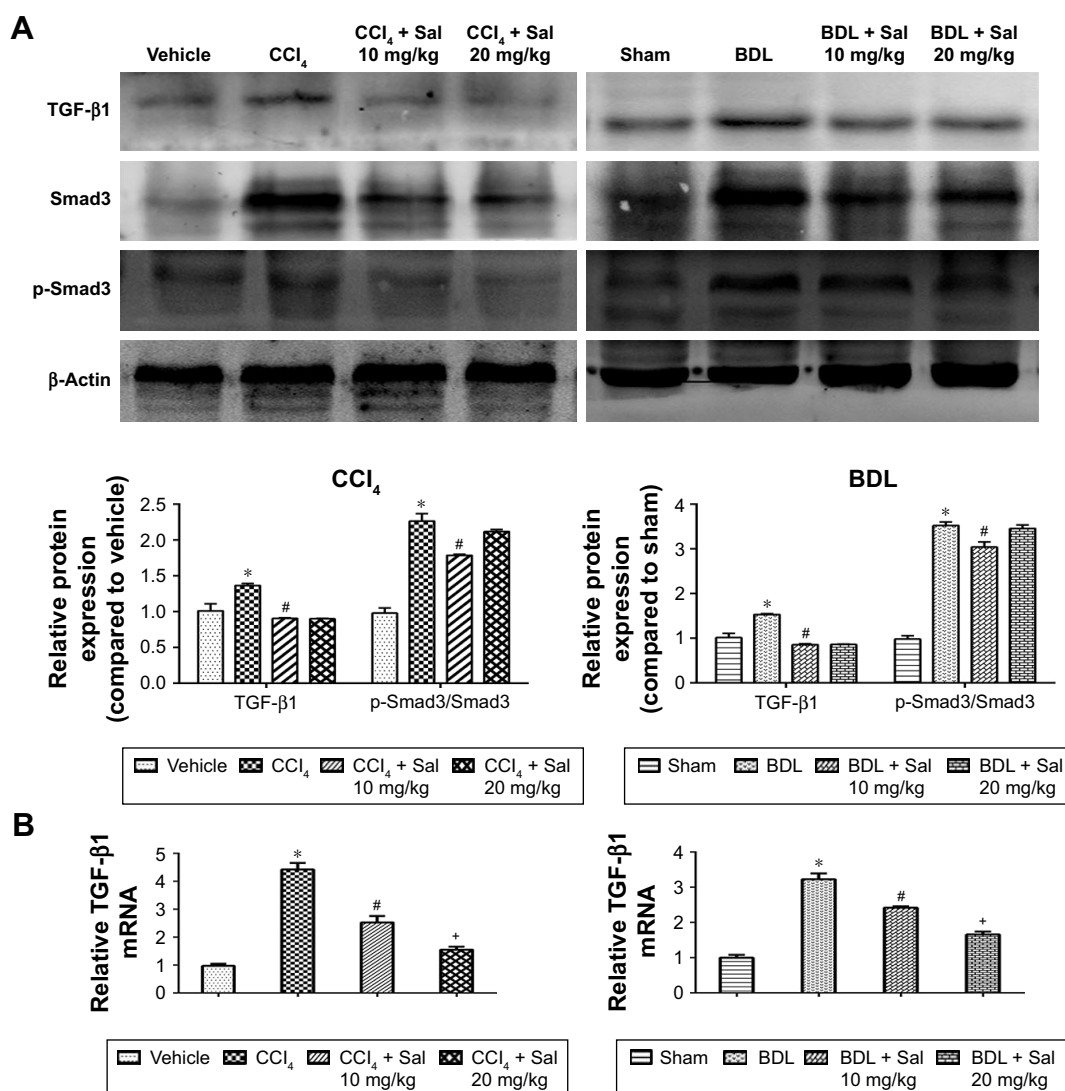 A
Vehicle
CCl₄
CCl₄ + Sal
10 mg/kg
CCl₄ + Sal
20 mg/kg
Sham
BDL
BDL + Sal
10 mg/kg
BDL + Sal
20 mg/kg
TGF-β1
Smad3
p-Smad3
β-Actin
CCl₄
Relative protein
expression
(compared to vehicle)
2.5
2.0
1.5
1.0
0.5
0.0
*
#
*
#
TGF-β1
p-Smad3/Smad3
Vehicle
CCl₄
CCl₄ + Sal
10 mg/kg
CCl₄ + Sal
20 mg/kg
BDL
Relative protein
expression
(compared to sham)
4
3
2
1
0
*
#
*
#
TGF-β1
p-Smad3/Smad3
Sham
BDL
BDL + Sal
10 mg/kg
BDL + Sal
20 mg/kg
B
Relative TGF-β1
mRNA
5
4
3
2
1
0
*
#
+
Vehicle
CCl₄
CCl₄ + Sal
10 mg/kg
CCl₄ + Sal
20 mg/kg
Relative TGF-β1
mRNA
4
3
2
1
0
*
#
+
Sham
BDL
BDL + Sal
10 mg/kg
BDL + Sal
20 mg/kg